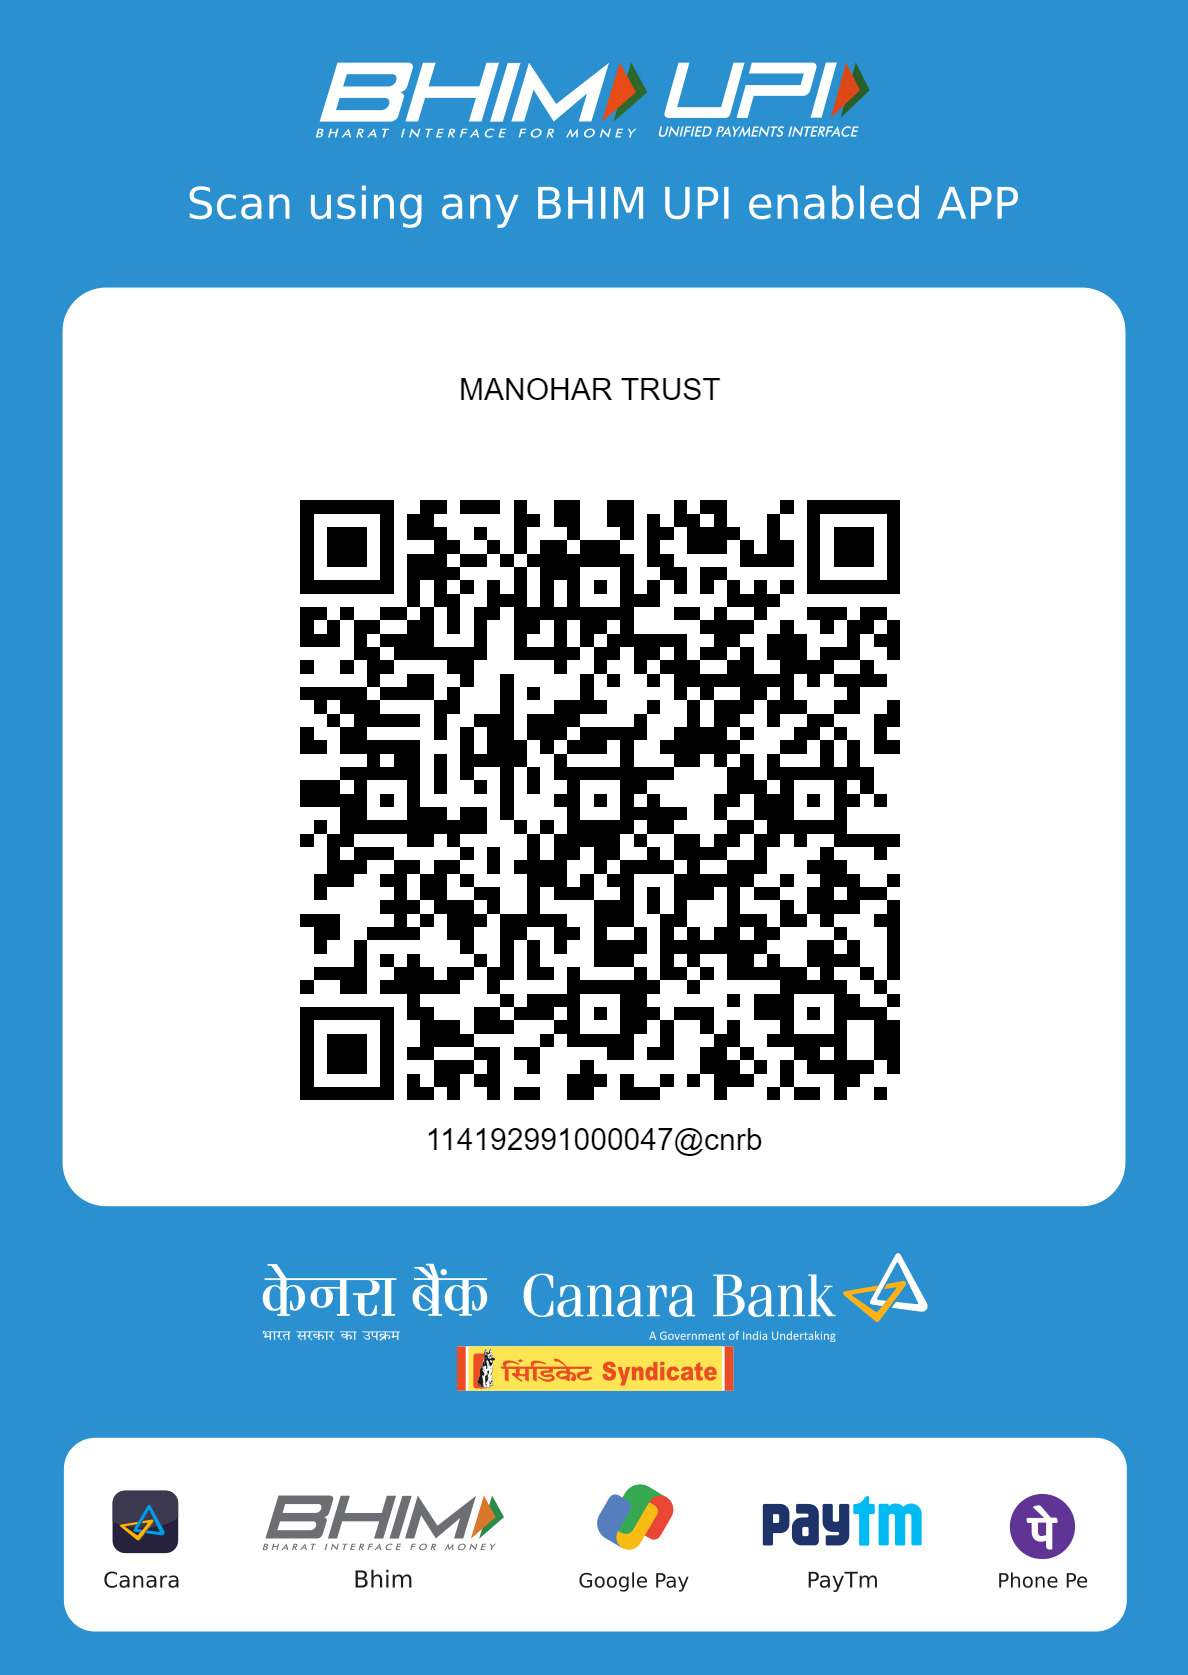 BHIM UPI
BHARAT INTERFACE FOR MONEY UNIFIED PAYMENTS INTERFACE
Scan using any BHIM UPI enabled APP
MANOHAR TRUST
114192991000047@cnrb
केनरा बैंक Canara Bank
भारत सरकार का उपक्रम A Government of India Undertaking
सिंडिकेट Syndicate
BHIM paytm पे
BHARAT INTERFACE FOR MONEY
Canara Bhim Google Pay PayTm Phone Pe